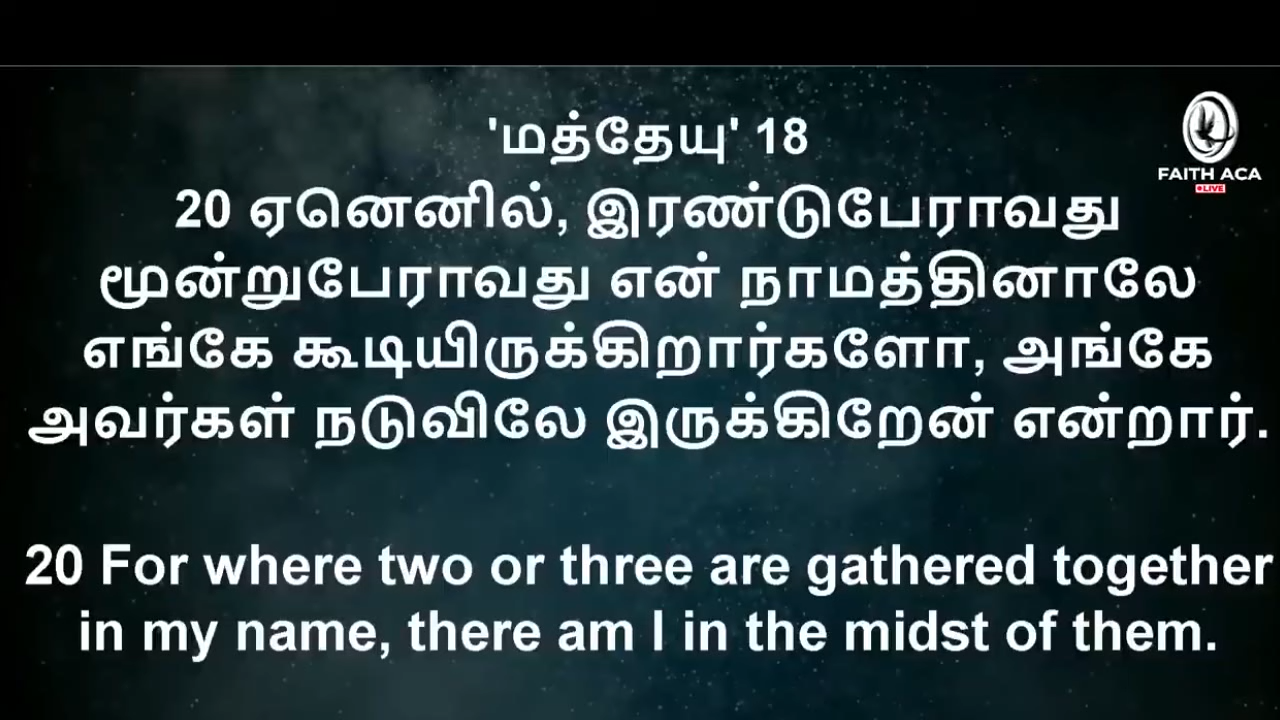 'மத்தேயு' 18
20 ஏனெனில், இரண்டுபேராவது
மூன்றுபேராவது என் நாமத்தினாலே
எங்கே கூடியிருக்கிறார்களோ, அங்கே
அவர்கள் நடுவிலே இருக்கிறேன் என்றார்.
20 For where two or three are gathered together
in my name, there am I in the midst of them.
FAITH ACA
LIVE